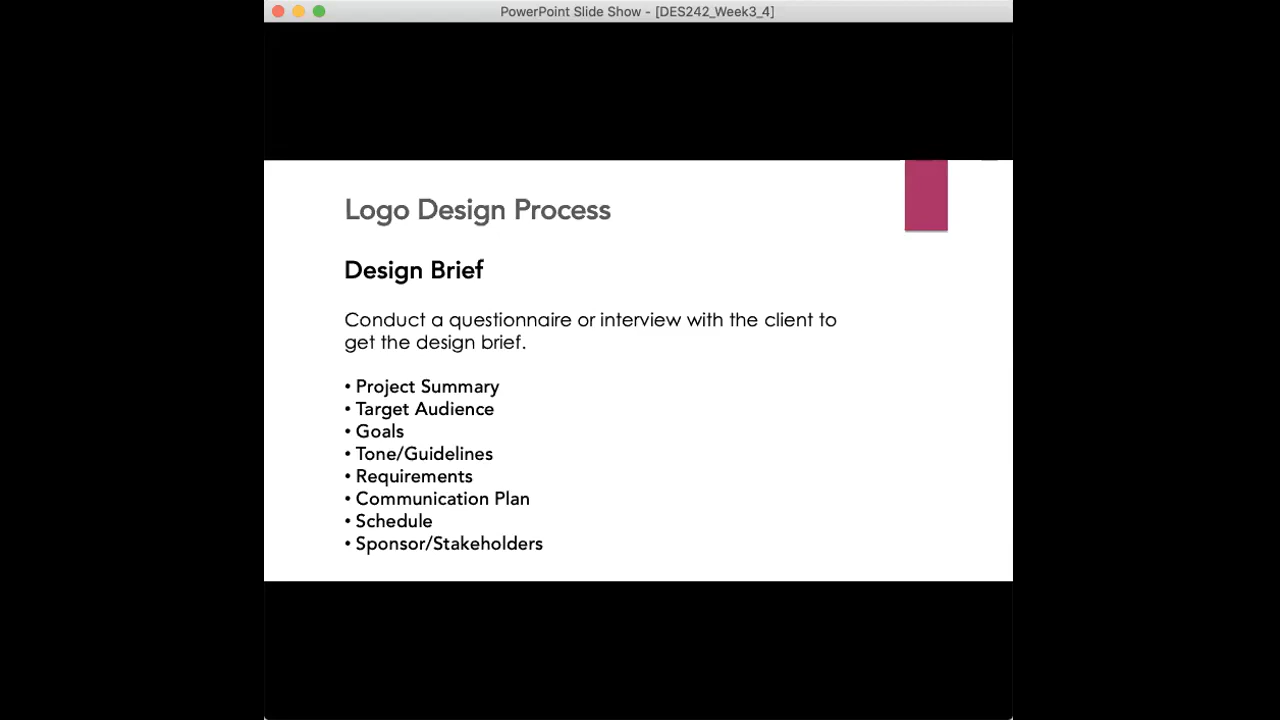 PowerPoint Slide Show - [DES242_Week3_4]
Logo Design Process
Design Brief
Conduct a questionnaire or interview with the client to
get the design brief.
• Project Summary
• Target Audience
• Goals
• Tone/Guidelines
• Requirements
• Communication Plan
• Schedule
• Sponsor/Stakeholders